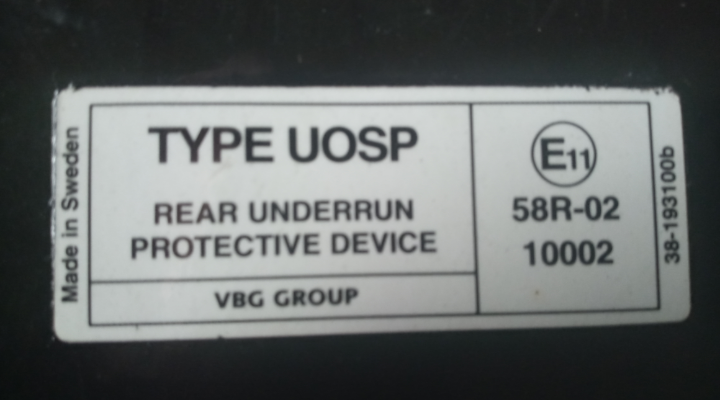 Made in Sweden
TYPE UOSP
REAR UNDERRUN
PROTECTIVE DEVICE
VBG GROUP
E11
58R-02
10002
38-193100b